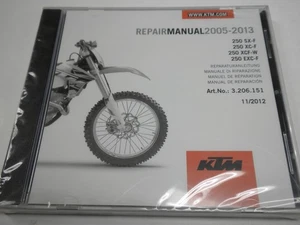 WWW.KTM.COM
REPAIRMANUAL2005-2013
250 SX-F
250 XC-F
250 XCF-W
250 EXC-F
REPARATURANLEITUNG
MANUALE DI RIPARAZIONE
MANUEL DE RÉPARATION
MANUAL DE REPARACIÓN
Art.No.: 3.206.151
11/2012
KTM